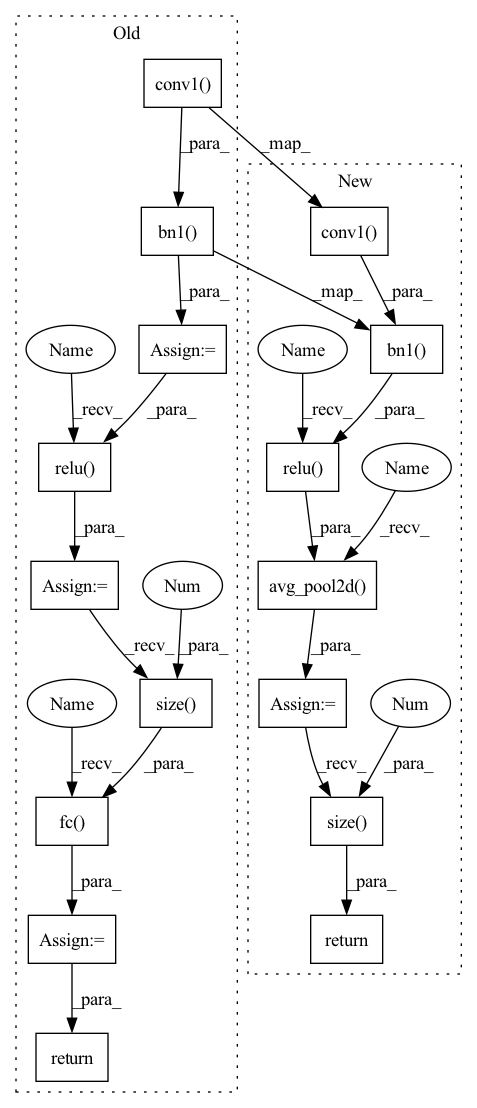 Old
conv1()
_para_
_map_
New
bn1()
conv1()
_para_
_map_
_para_
Name
Assign:=
Name
bn1()
_recv_
_para_
_recv_
_para_
relu()
relu()
Name
_para_
_para_
_recv_
Assign:=
Num
avg_pool2d()
_recv_
_para_
_para_
Name
size()
Assign:=
Num
_recv_
_para_
_recv_
_para_
fc()
size()
_para_
_para_
Assign:=
return
_para_
return